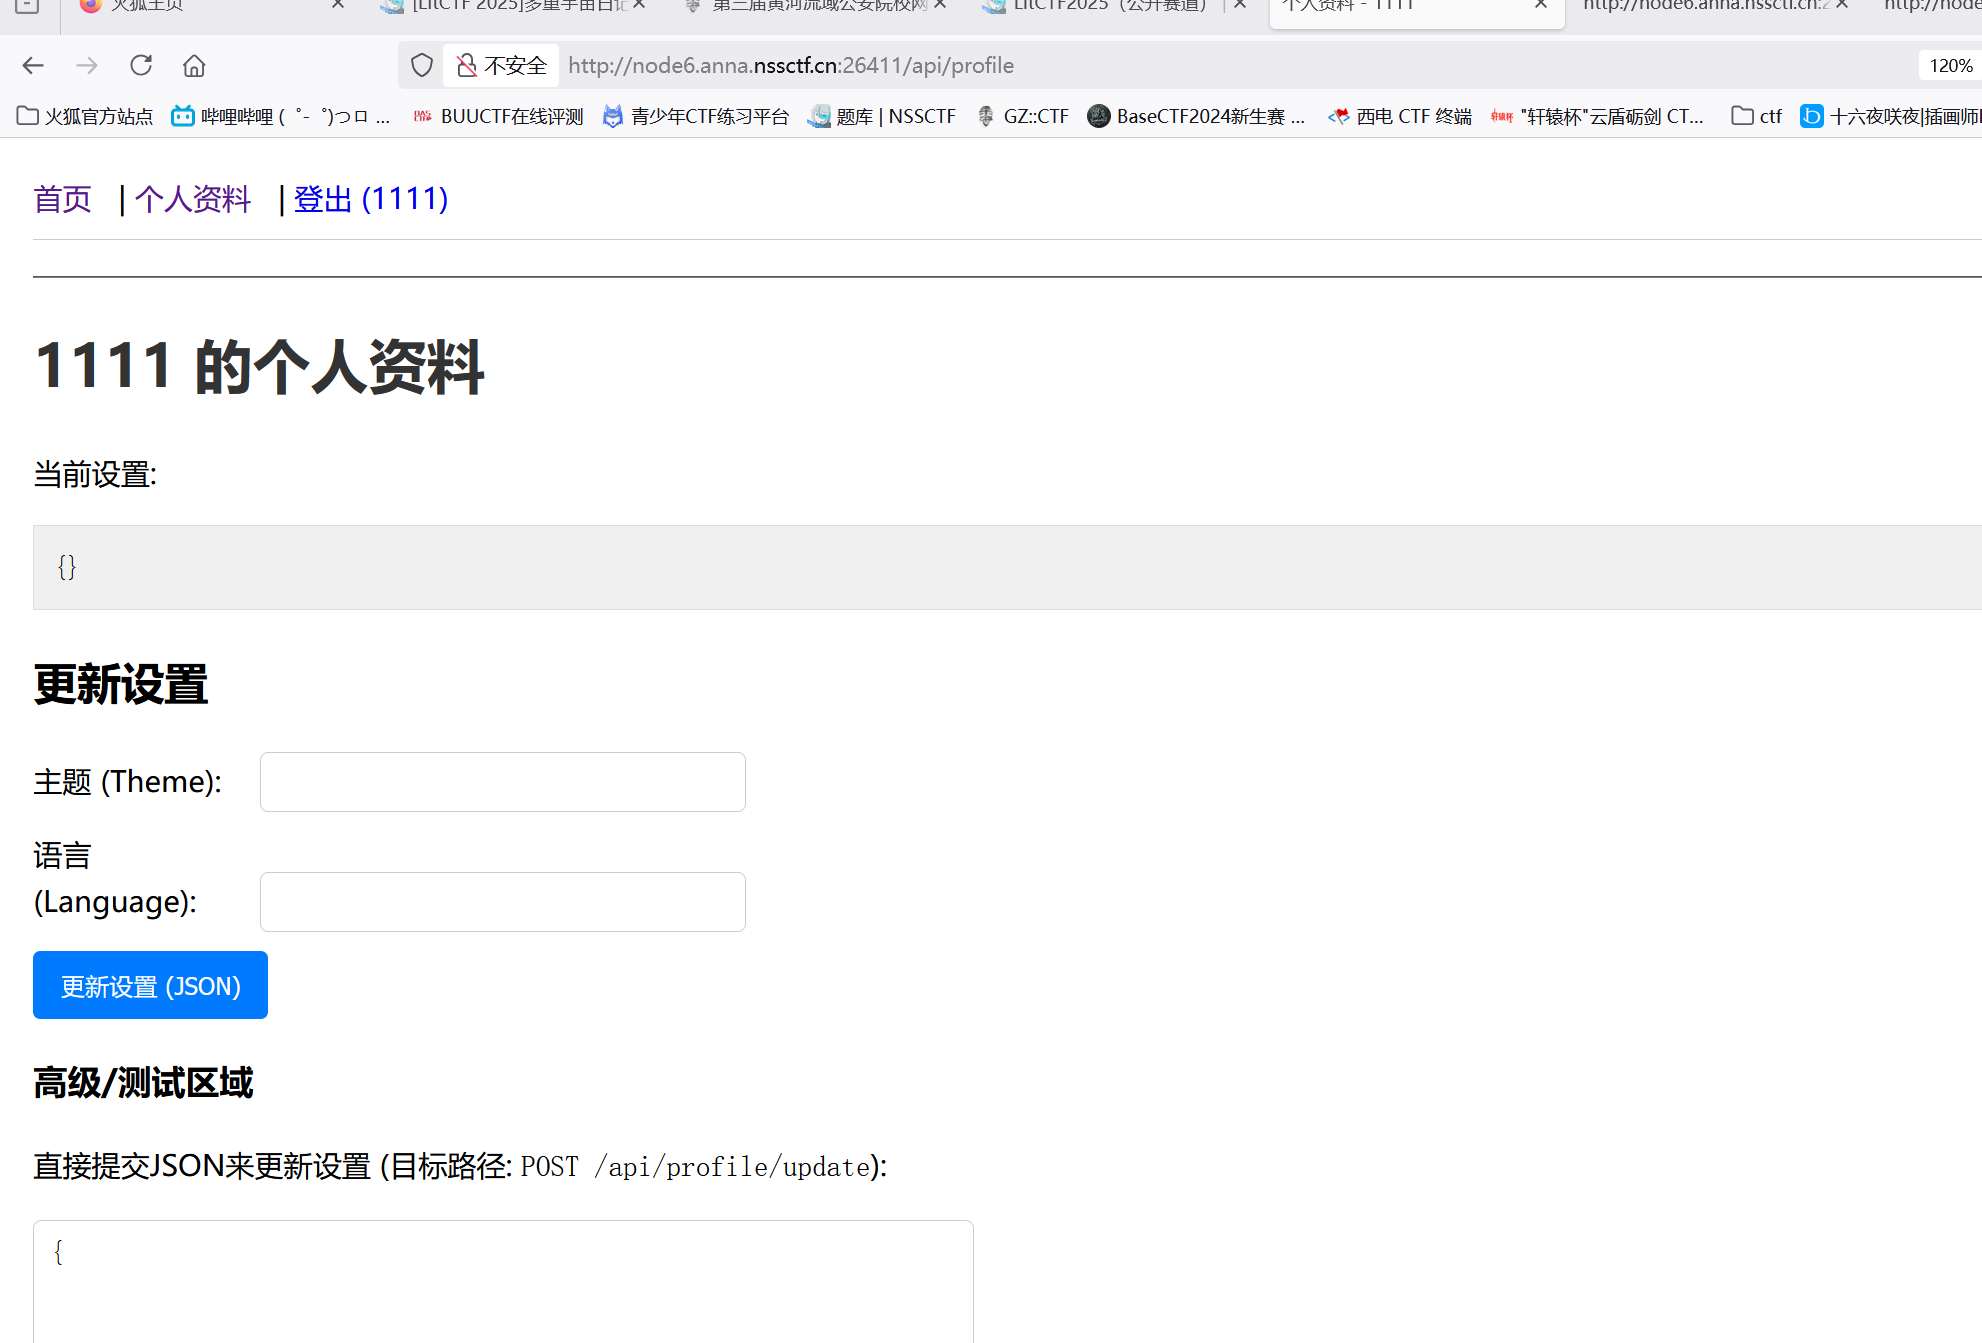 火狐主页
[LitCTF 2025]多重宇宙日记
第三届黄河流域公安院校网
LitCTF2025（公开赛道）
个人资料 - 1111
http://node6.anna.nssctf.cn:2
http://node
不安全 http://node6.anna.nssctf.cn:26411/api/profile 120%
火狐官方站点 哔哩哔哩 (゜-゜)つロ ... BUUCTF在线评测 青少年CTF练习平台 题库 | NSSCTF GZ::CTF BaseCTF2024新生赛 ... 西电 CTF 终端 "轩辕杯"云盾砺剑 CT... ctf 十六夜咲夜|插画师
首页 | 个人资料 | 登出 (1111)
1111 的个人资料
当前设置:
{}
更新设置
主题 (Theme):
语言
(Language):
更新设置 (JSON)
高级/测试区域
直接提交JSON来更新设置 (目标路径: POST /api/profile/update):
{